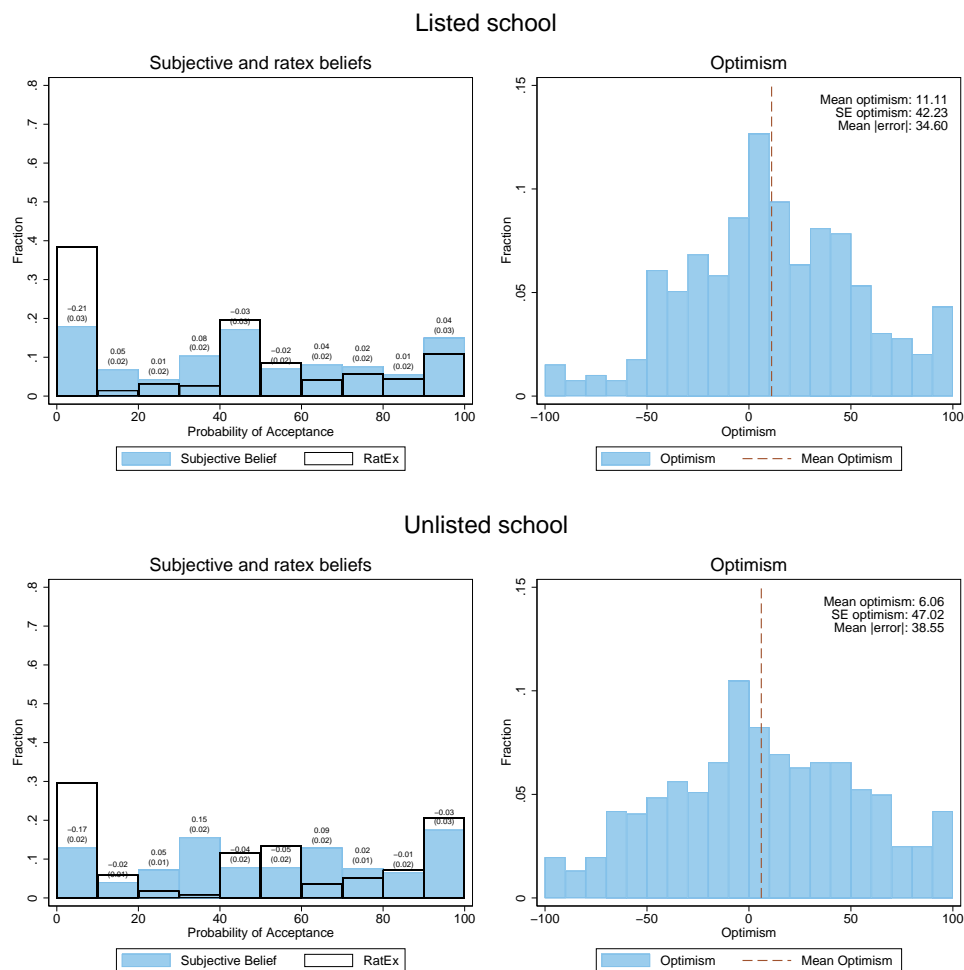 Listed school
Subjective and ratex beliefs
Fraction
0 .1 .2 .3 .4 .5 .6 .7 .8
−0.21
(0.03)
0.05
(0.02)
0.01
(0.02)
0.08
(0.02)
−0.03
(0.03)
−0.02
(0.02)
0.04
(0.02)
0.02
(0.02)
0.01
(0.02)
0.04
(0.03)
0 20 40 60 80 100
Probability of Acceptance
Subjective Belief RatEx
Optimism
Fraction
0 .05 .1 .15
Mean optimism: 11.11
SE optimism: 42.23
Mean |error|: 34.60
−100 −50 0 50 100
Optimism
Optimism Mean Optimism
Unlisted school
Subjective and ratex beliefs
Fraction
0 .1 .2 .3 .4 .5 .6 .7 .8
−0.17
(0.02)
−0.02
(0.01)
0.05
(0.01)
0.15
(0.02)
−0.04
(0.02)
−0.05
(0.02)
0.09
(0.02)
0.02
(0.01)
−0.01
(0.02)
−0.03
(0.03)
0 20 40 60 80 100
Probability of Acceptance
Subjective Belief RatEx
Optimism
Fraction
0 .05 .1 .15
Mean optimism: 6.06
SE optimism: 47.02
Mean |error|: 38.55
−100 −50 0 50 100
Optimism
Optimism Mean Optimism